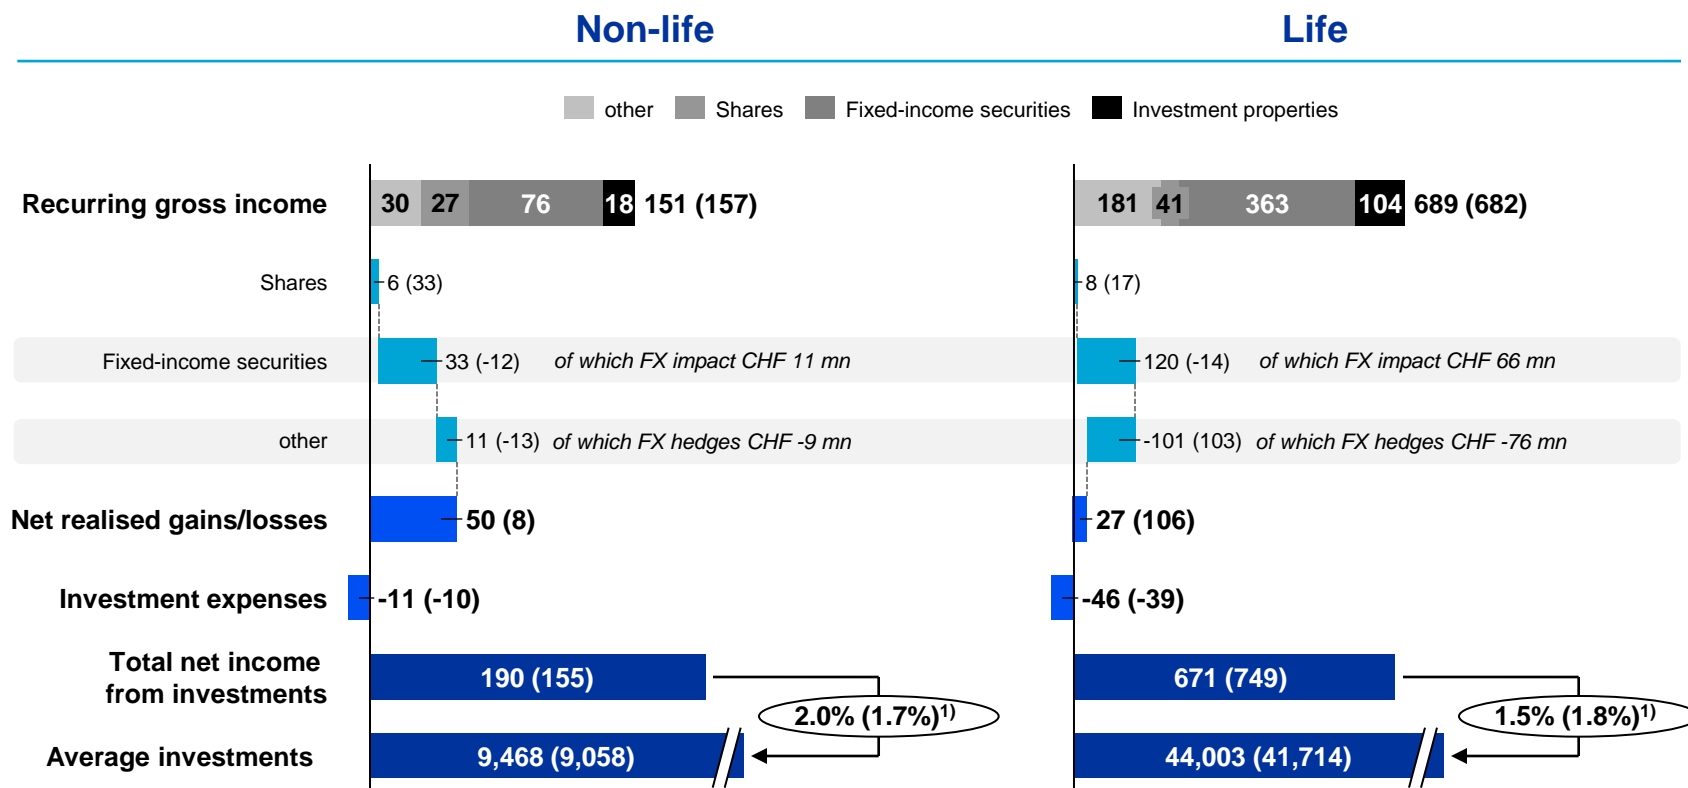 Non-life Life
other Shares Fixed-income securities Investment properties
Recurring gross income 30 27 76 18 151 (157) 181 41 363 104 689 (682)
Shares 6 (33) 8 (17)
Fixed-income securities 33 (-12) of which FX impact CHF 11 mn 120 (-14) of which FX impact CHF 66 mn
other 11 (-13) of which FX hedges CHF -9 mn -101 (103) of which FX hedges CHF -76 mn
Net realised gains/losses 50 (8) 27 (106)
Investment expenses -11 (-10) -46 (-39)
Total net income
from investments 190 (155) 671 (749)
2.0% (1.7%)1) 1.5% (1.8%)1)
Average investments 9,468 (9,058) 44,003 (41,714)